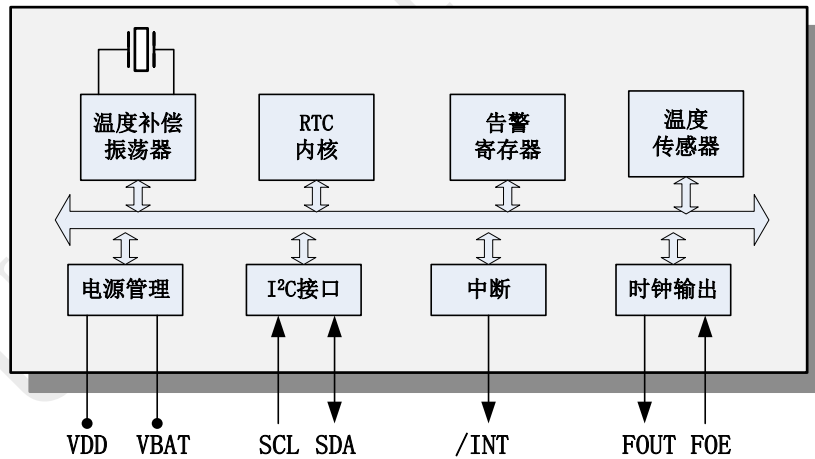 温度补偿
振荡器
RTC
内核
告警
寄存器
温度
传感器
电源管理
I²C接口
中断
时钟输出
VDD VBAT SCL SDA /INT FOUT FOE